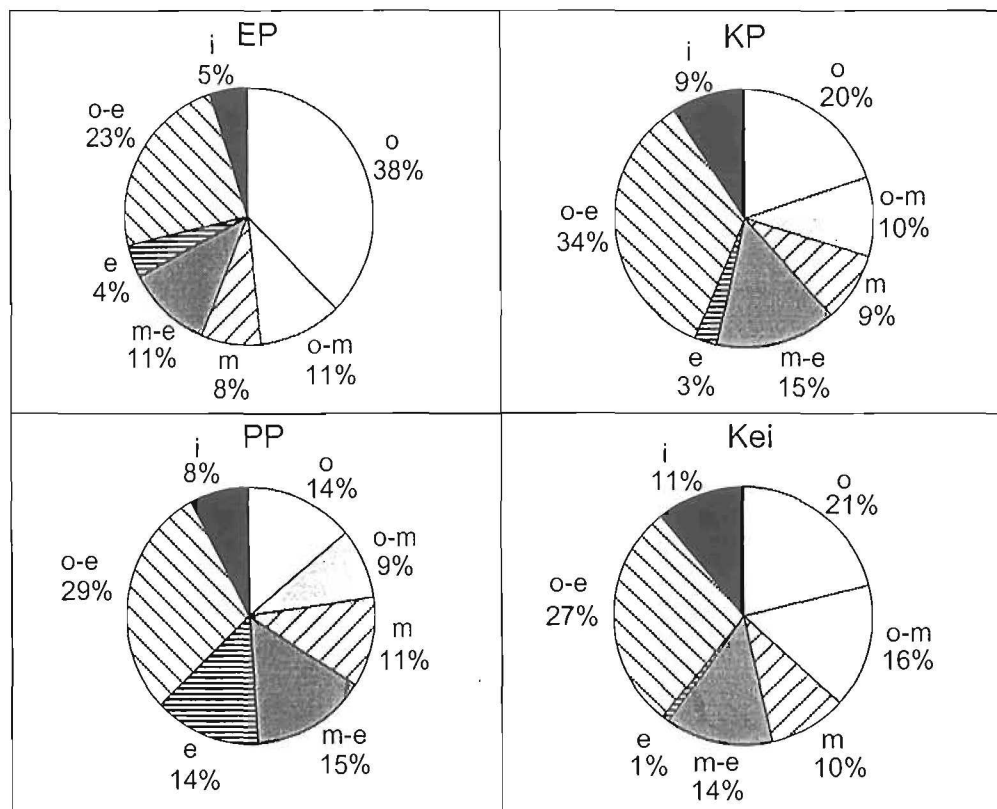 EP
i
5%
o
38%
o-m
11%
m
8%
m-e
11%
e
4%
o-e
23%
KP
i
9%
o
20%
o-m
10%
m
9%
m-e
15%
e
3%
o-e
34%
PP
i
8%
o
14%
o-m
9%
m
11%
m-e
15%
e
14%
o-e
29%
Kei
i
11%
o
21%
o-m
16%
m
10%
m-e
14%
e
1%
o-e
27%